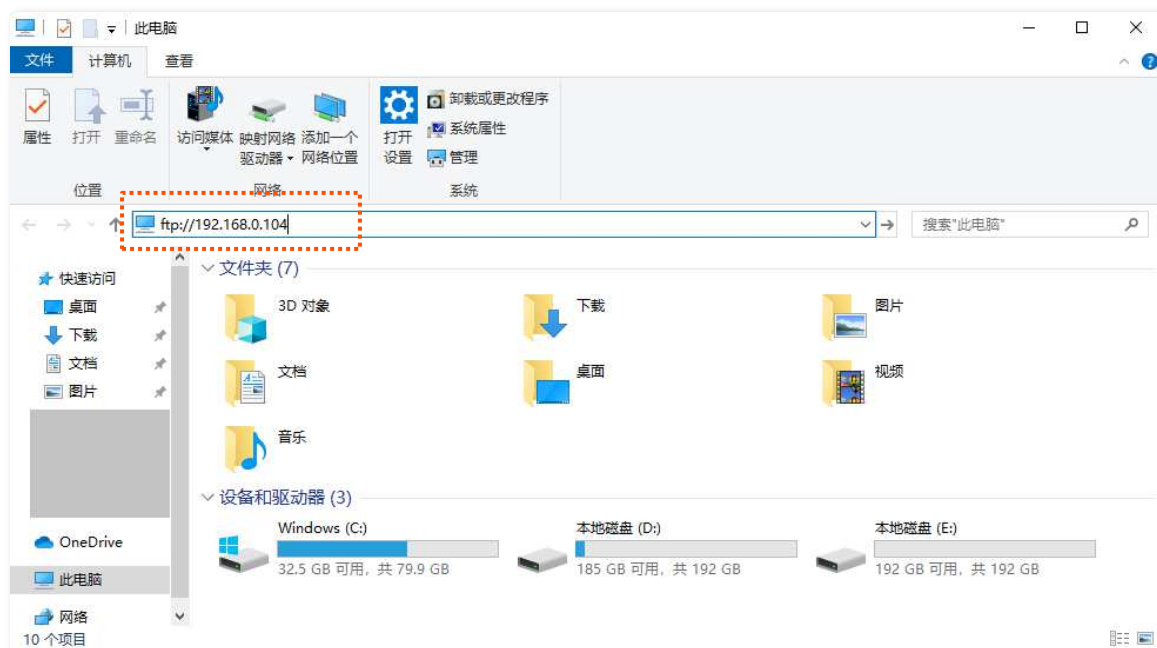 此电脑
文件 计算机 查看
属性 打开 重命名 访问媒体 映射网络驱动器 添加一个网络位置 打开设置 卸载或更改程序
系统属性
管理
位置 网络 系统
ftp://192.168.0.104 搜索"此电脑"
快速访问
桌面
下载
文档
图片
OneDrive
此电脑
网络
文件夹 (7)
3D 对象 下载 图片
文档 桌面 视频
音乐
设备和驱动器 (3)
Windows (C:) 本地磁盘 (D:) 本地磁盘 (E:)
32.5 GB 可用, 共 79.9 GB 185 GB 可用, 共 192 GB 192 GB 可用, 共 192 GB
10 个项目